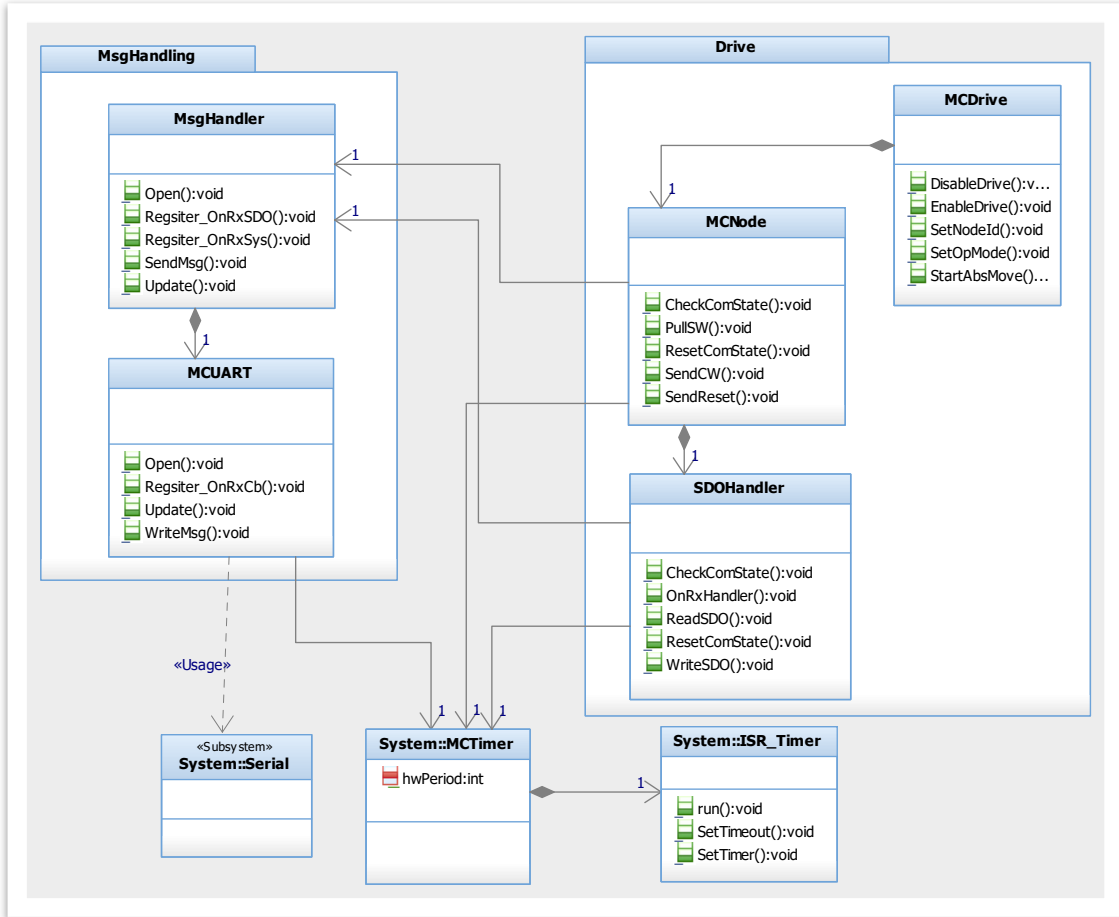 MsgHandling
MsgHandler
Open():void
Regsiter_OnRxSDO():void
Regsiter_OnRxSys():void
SendMsg():void
Update():void
1
1
1
MCUART
Open():void
Regsiter_OnRxCb():void
Update():void
WriteMsg():void
«Usage»
«Subsystem»
System::Serial
Drive
MCDrive
DisableDrive():v...
EnableDrive():void
SetNodeId():void
SetOpMode():void
StartAbsMove()...
1
MCNode
CheckComState():void
PullSW():void
ResetComState():void
SendCW():void
SendReset():void
1
SDOHandler
CheckComState():void
OnRxHandler():void
ReadSDO():void
ResetComState():void
WriteSDO():void
1 1 1
System::MCTimer
hwPeriod:int
1
System::ISR_Timer
run():void
SetTimeout():void
SetTimer():void